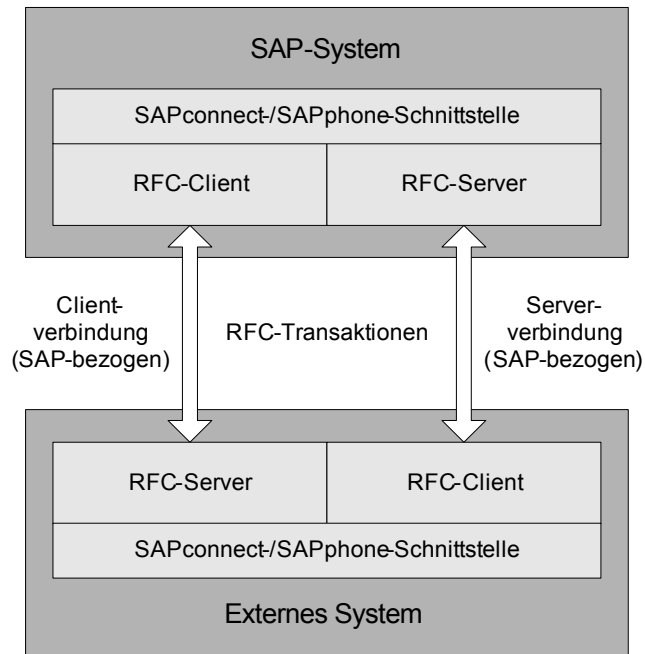 SAP-System
SAPconnect-/SAPphone-Schnittstelle
RFC-Client
RFC-Server
Client-
verbindung
(SAP-bezogen)
RFC-Transaktionen
Server-
verbindung
(SAP-bezogen)
RFC-Server
RFC-Client
SAPconnect-/SAPphone-Schnittstelle
Externes System